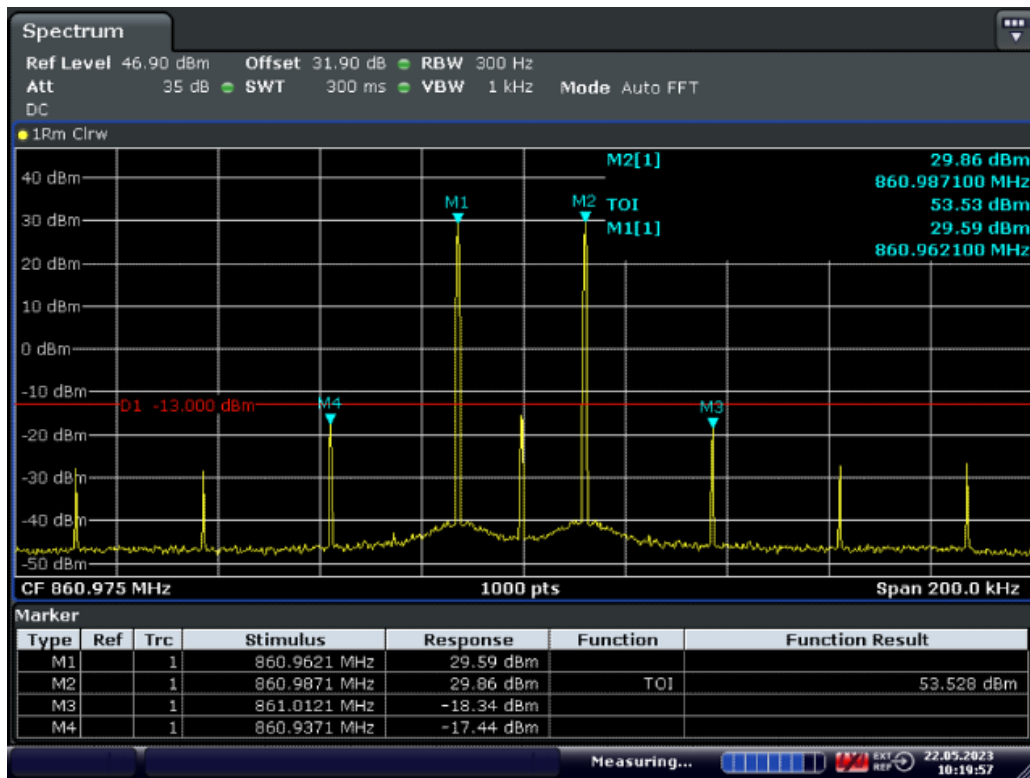 Spectrum
Ref Level 46.90 dBm Offset 31.90 dB RBW 300 Hz
Att 35 dB SWT 300 ms VBW 1 kHz Mode Auto FFT
DC
1Rm Clrw
M2[1] 29.86 dBm
860.987100 MHz
TOI 53.53 dBm
M1[1] 29.59 dBm
860.962100 MHz
40 dBm
M1 M2
30 dBm
20 dBm
10 dBm
0 dBm
-10 dBm
D1 -13.000 dBm M4 M3
-20 dBm
-30 dBm
-40 dBm
-50 dBm
CF 860.975 MHz 1000 pts Span 200.0 kHz
Marker
Type Ref Trc Stimulus Response Function Function Result
M1 1 860.9621 MHz 29.59 dBm
M2 1 860.9871 MHz 29.86 dBm TOI 53.528 dBm
M3 1 861.0121 MHz -18.34 dBm
M4 1 860.9371 MHz -17.44 dBm
Measuring... EXT REF 22.05.2023
10:19:57